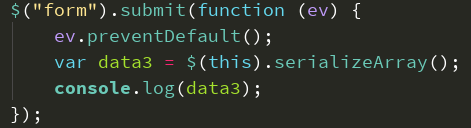 $("form").submit(function (ev) {
    ev.preventDefault();
    var data3 = $(this).serializeArray();
    console.log(data3);
});